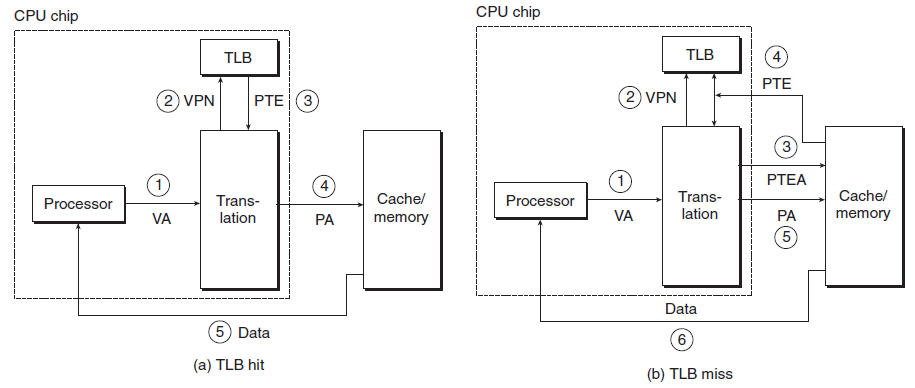 CPU chip
TLB
② VPN
PTE ③
①
④
Processor
Trans-
lation
Cache/
memory
VA
PA
⑤ Data
(a) TLB hit
CPU chip
TLB
④
PTE
② VPN
③
PTEA
①
Processor
Trans-
lation
Cache/
memory
VA
PA
⑤
Data
⑥
(b) TLB miss